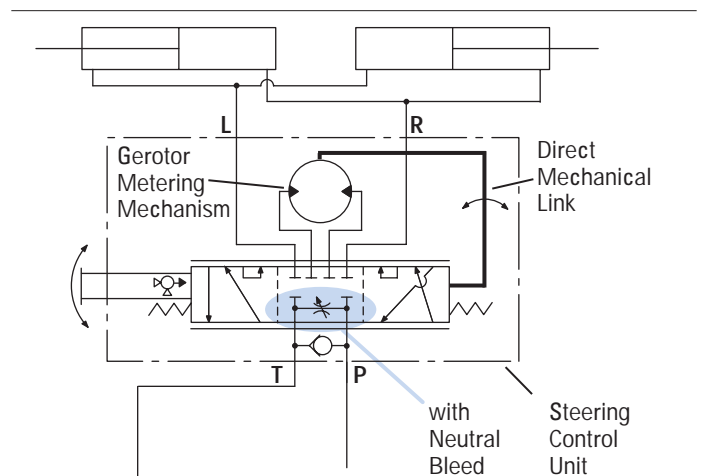 L
R
Gerotor
Metering
Mechanism
Direct
Mechanical
Link
T
P
with
Neutral
Bleed
Steering
Control
Unit